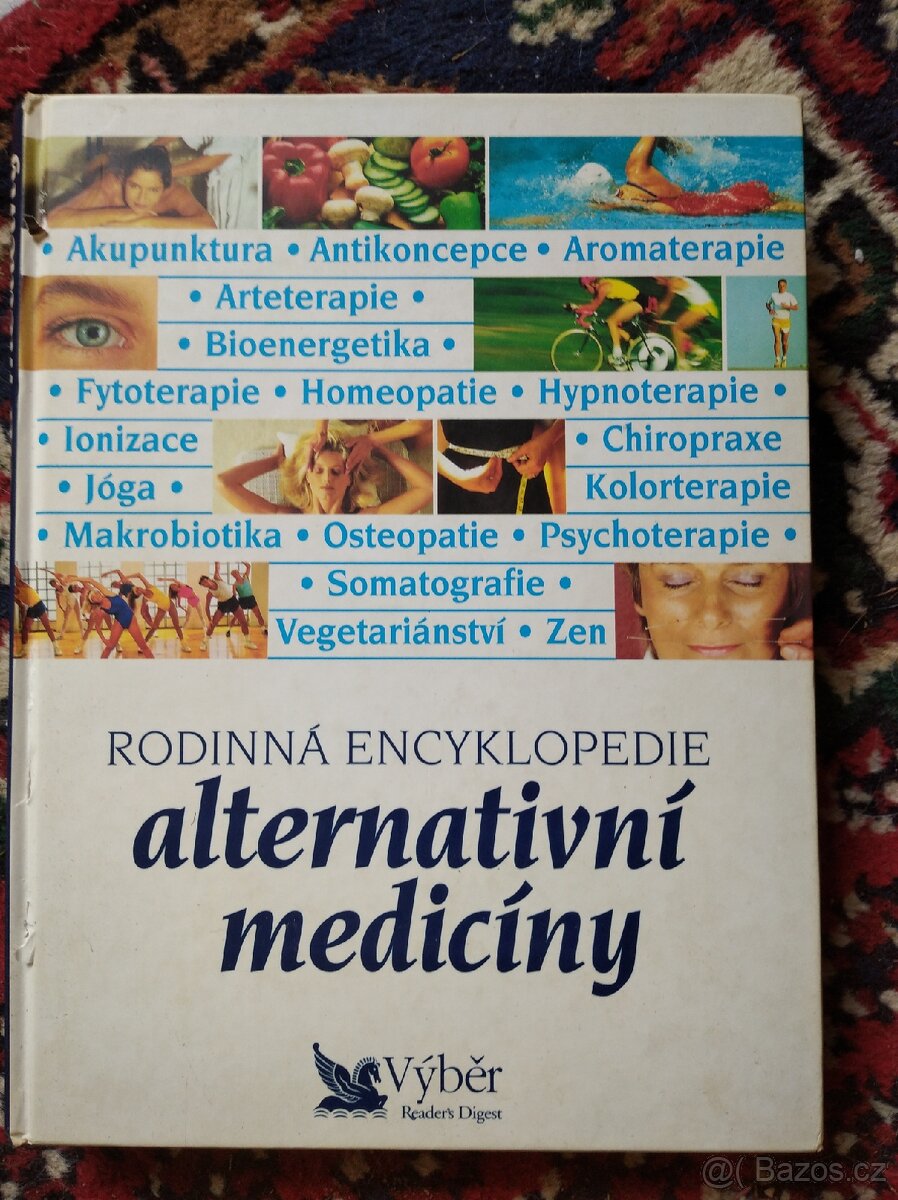 • Akupunktura • Antikoncepce • Aromaterapie
• Arteterapie •
• Bioenergetika •
• Fytoterapie • Homeopatie • Hypnoterapie •
• Ionizace • Chiropraxe
• Jóga • Kolorterapie
• Makrobiotika • Osteopatie • Psychoterapie •
• Somatografie •
Vegetariánství • Zen
RODINNÁ ENCYKLOPEDIE
alternativní
medicíny
Výběr
Reader's Digest
@( Bazos.cz